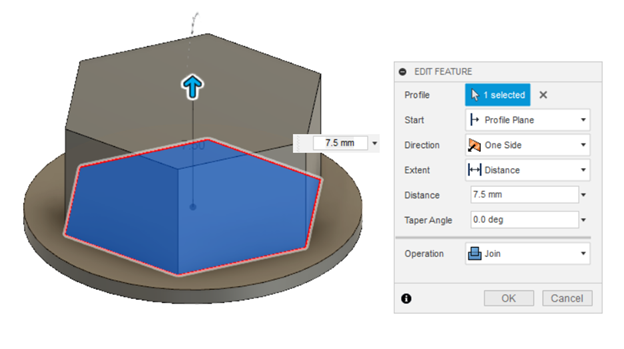 7.5 mm
EDIT FEATURE
Profile 1 selected
Start Profile Plane
Direction One Side
Extent Distance
Distance 7.5 mm
Taper Angle 0.0 deg
Operation Join
OK Cancel